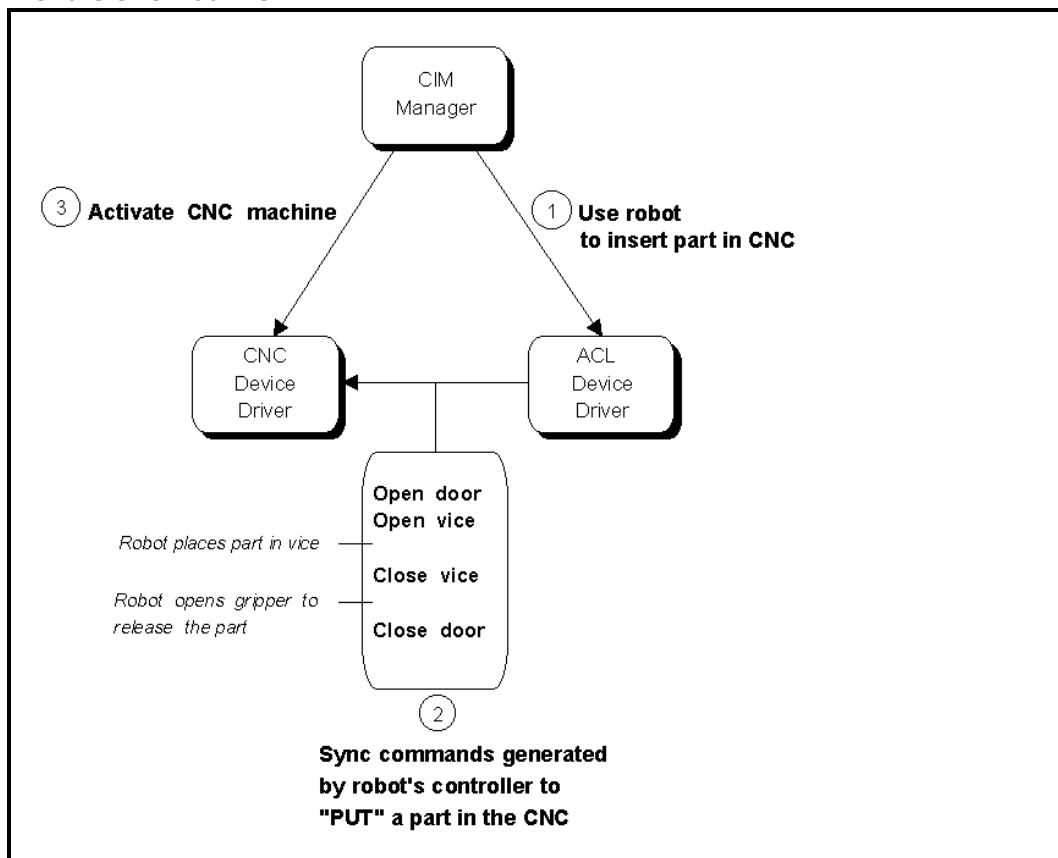 CIM
Manager
3 Activate CNC machine
1 Use robot
to insert part in CNC
CNC
Device
Driver
ACL
Device
Driver
Open door
Open vice
Robot places part in vice
Close vice
Robot opens gripper to
release the part
Close door
2
Sync commands generated
by robot's controller to
"PUT" a part in the CNC